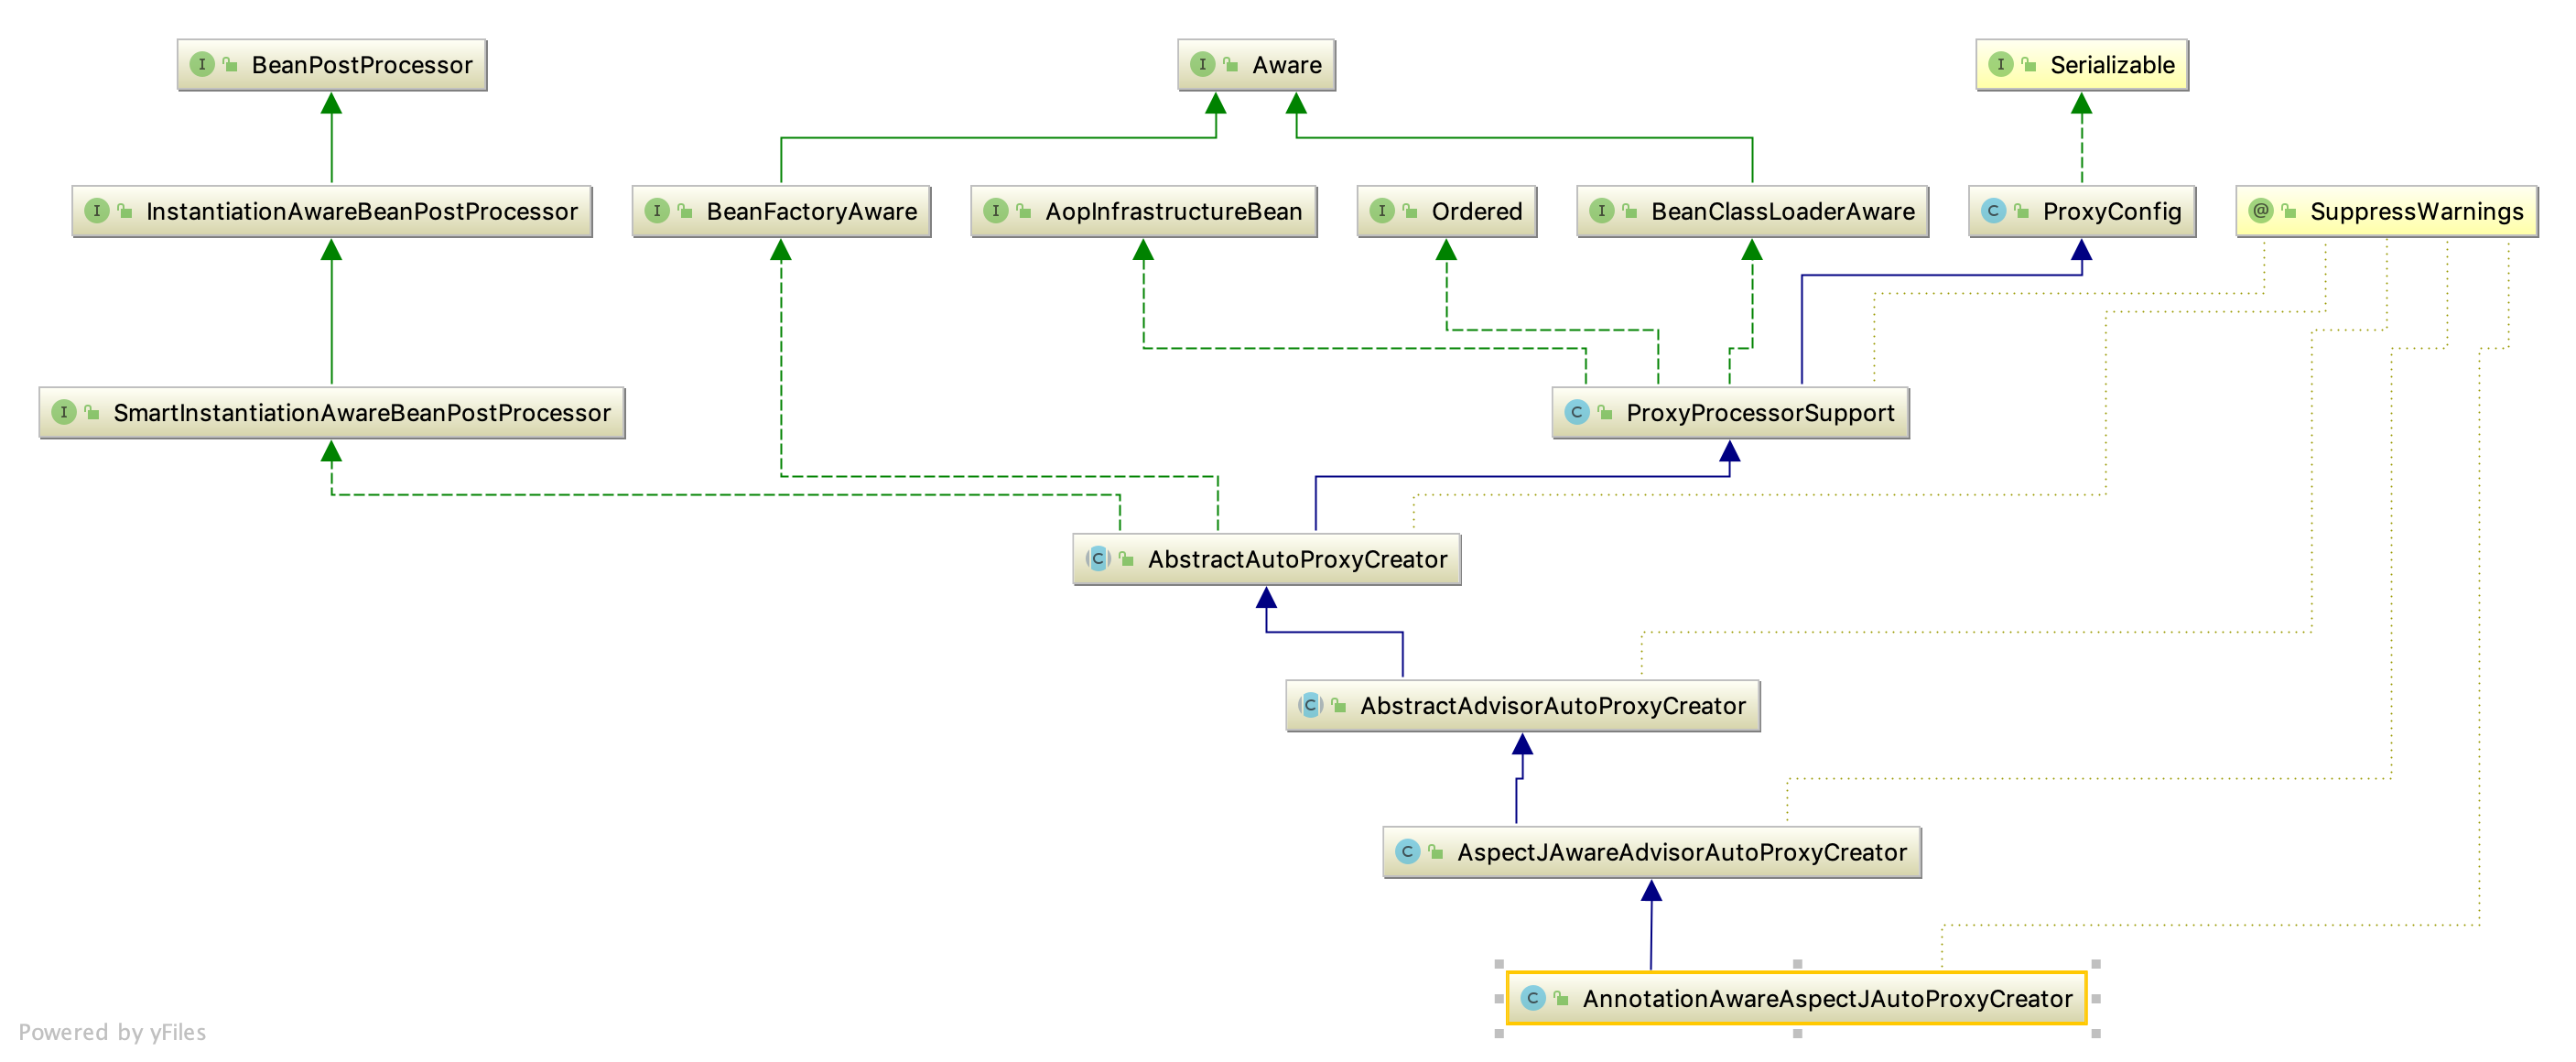 BeanPostProcessor
Aware
Serializable
InstantiationAwareBeanPostProcessor
BeanFactoryAware
AopInfrastructureBean
Ordered
BeanClassLoaderAware
ProxyConfig
SuppressWarnings
SmartInstantiationAwareBeanPostProcessor
ProxyProcessorSupport
AbstractAutoProxyCreator
AbstractAdvisorAutoProxyCreator
AspectJAwareAdvisorAutoProxyCreator
AnnotationAwareAspectJAutoProxyCreator
Powered by yFiles